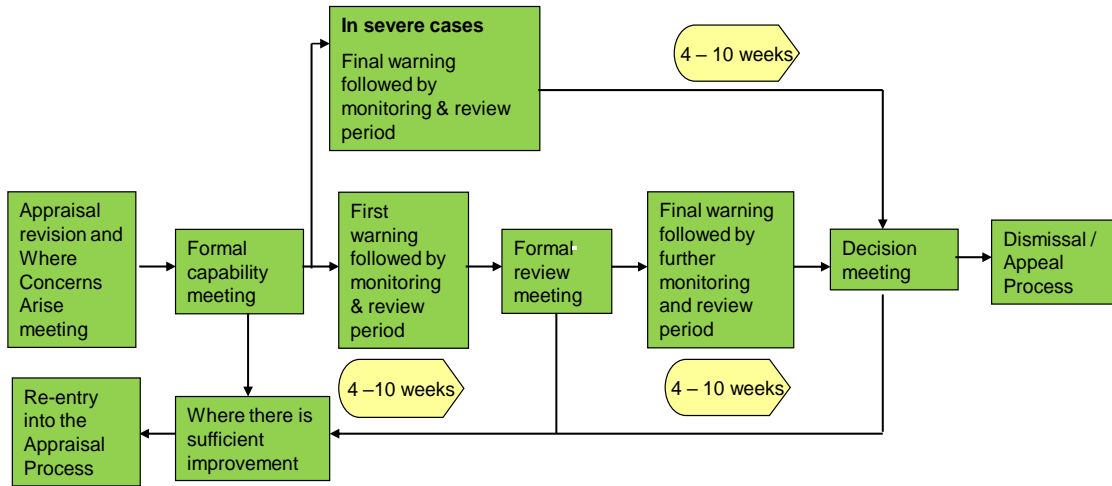 In severe cases
Final warning
followed by
monitoring & review
period
4 – 10 weeks
Appraisal
revision and
Where
Concerns
Arise
meeting
Formal
capability
meeting
First
warning
followed by
monitoring
& review
period
Formal
review
meeting
Final warning
followed by
further
monitoring
and review
period
Decision
meeting
Dismissal /
Appeal
Process
4 –10 weeks
4 – 10 weeks
Re-entry
into the
Appraisal
Process
Where there is
sufficient
improvement